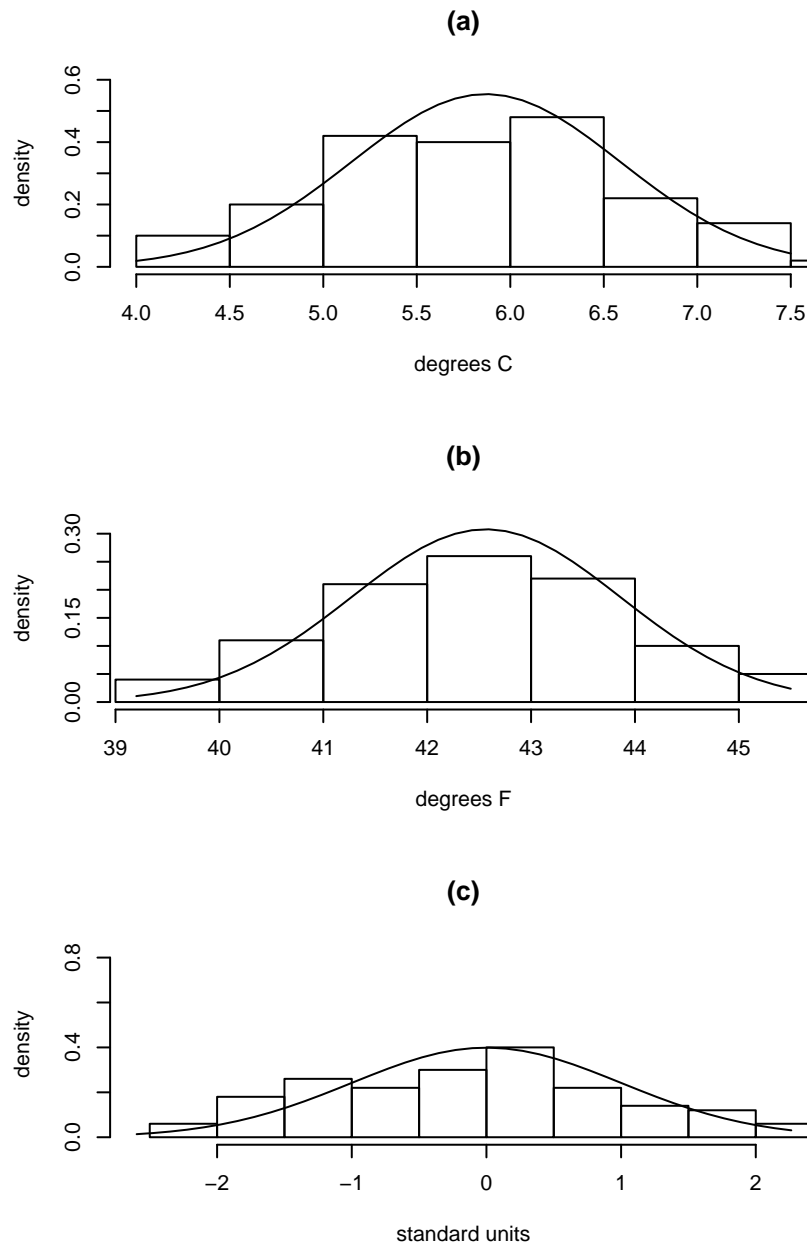 (a)
density
0.0 0.2 0.4 0.6
4.0 4.5 5.0 5.5 6.0 6.5 7.0 7.5
degrees C
(b)
density
0.00 0.15 0.30
39 40 41 42 43 44 45
degrees F
(c)
density
0.0 0.4 0.8
−2 −1 0 1 2
standard units